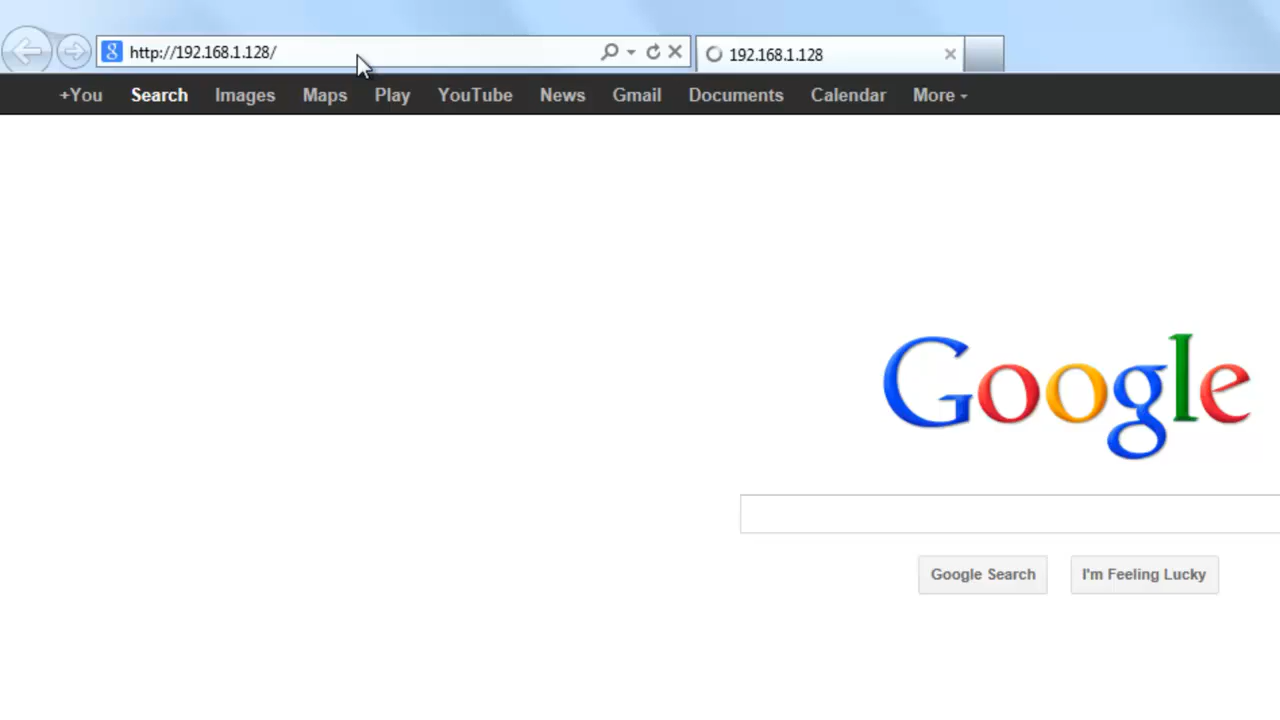 http://192.168.1.128/
192.168.1.128
+You Search Images Maps Play YouTube News Gmail Documents Calendar More
Google
Google Search I'm Feeling Lucky